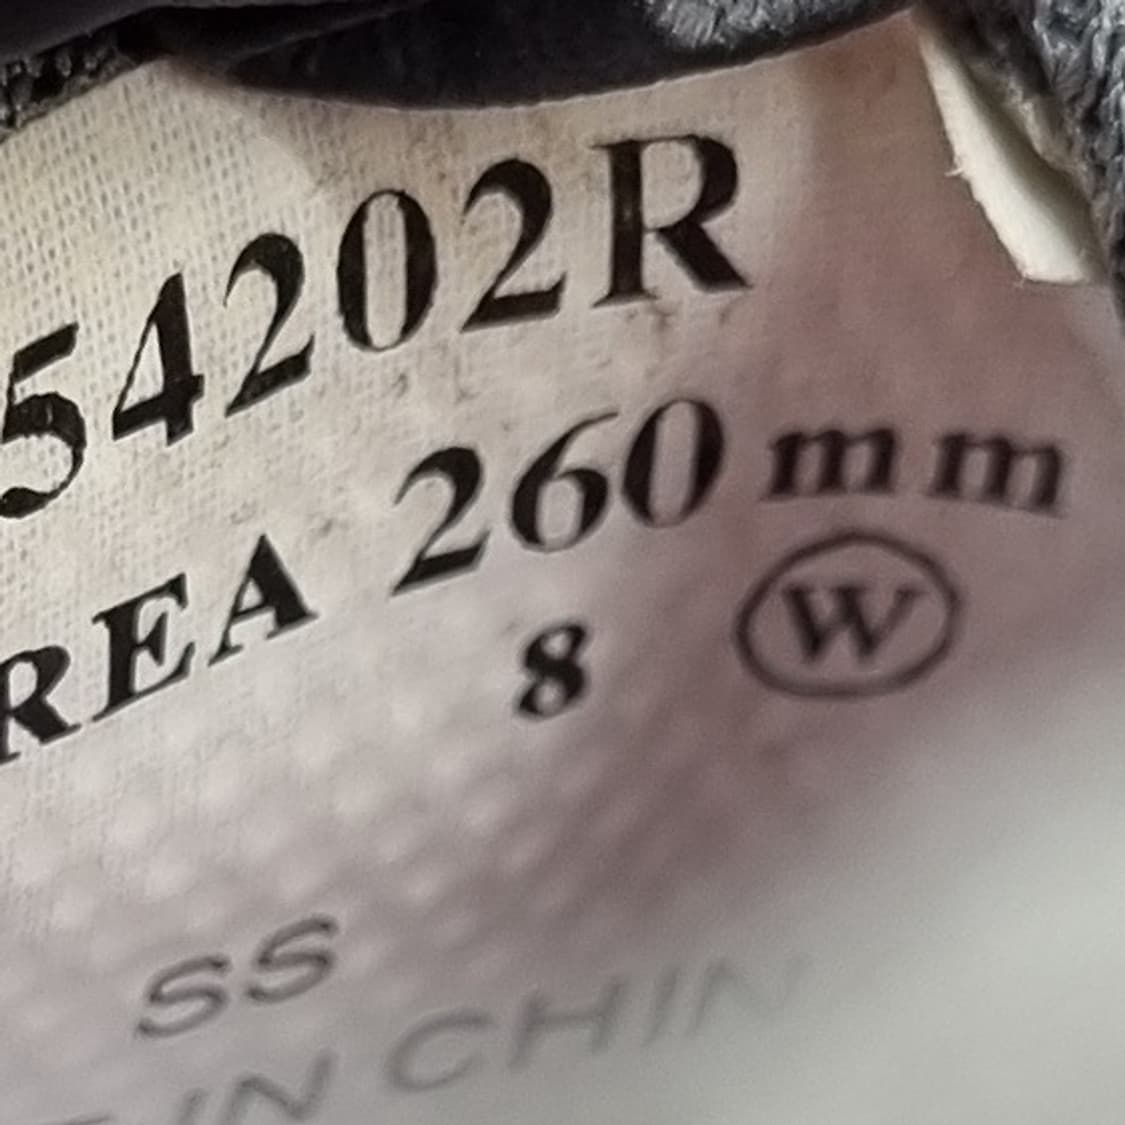 54202R
REA 260 mm
8 W
SS
IN CHIN